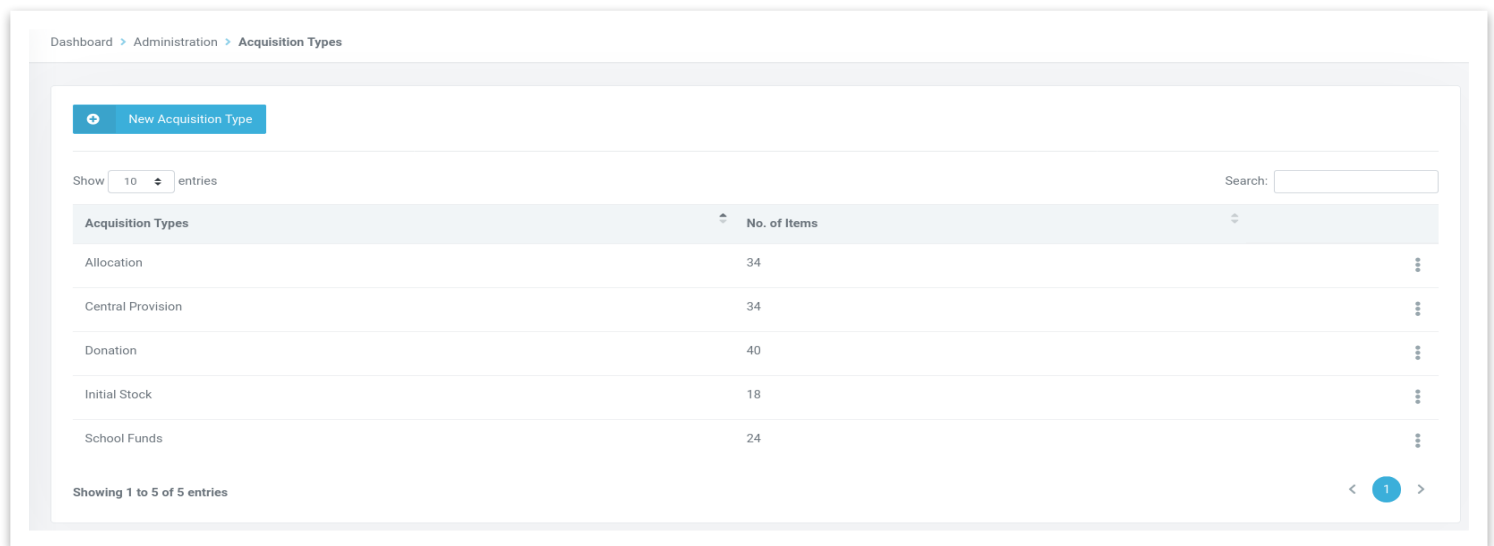 Dashboard > Administration > Acquisition Types
New Acquisition Type
Show 10 entries Search:
Acquisition Types No. of Items
Allocation 34
Central Provision 34
Donation 40
Initial Stock 18
School Funds 24
Showing 1 to 5 of 5 entries < 1 >